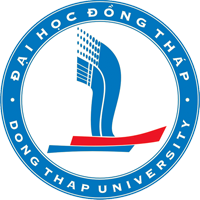 ĐẠI HỌC ĐỒNG THÁP
DONG THAP UNIVERSITY